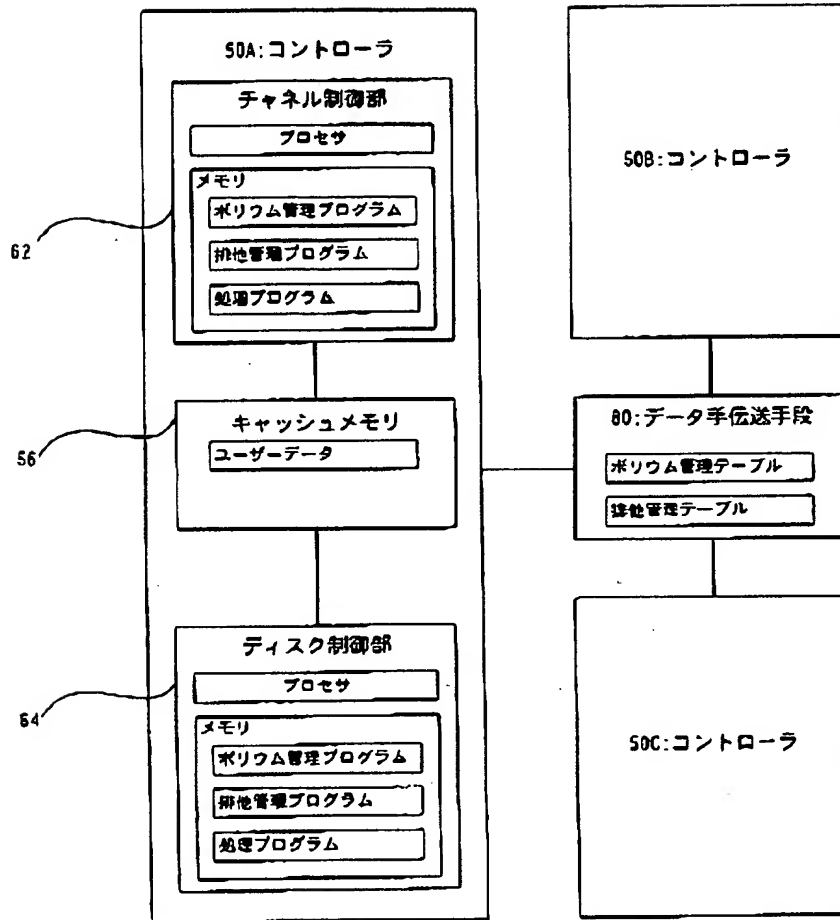 50A:コントローラ
チャネル制御部
プロセサ
メモリ
ボリウム管理プログラム
排他管理プログラム
処理プログラム
62
キャッシュメモリ
ユーザーデータ
56
ディスク制御部
プロセサ
メモリ
ボリウム管理プログラム
排他管理プログラム
処理プログラム
64
50B:コントローラ
80:データ手伝送手段
ボリウム管理テーブル
排他管理テーブル
50C:コントローラ